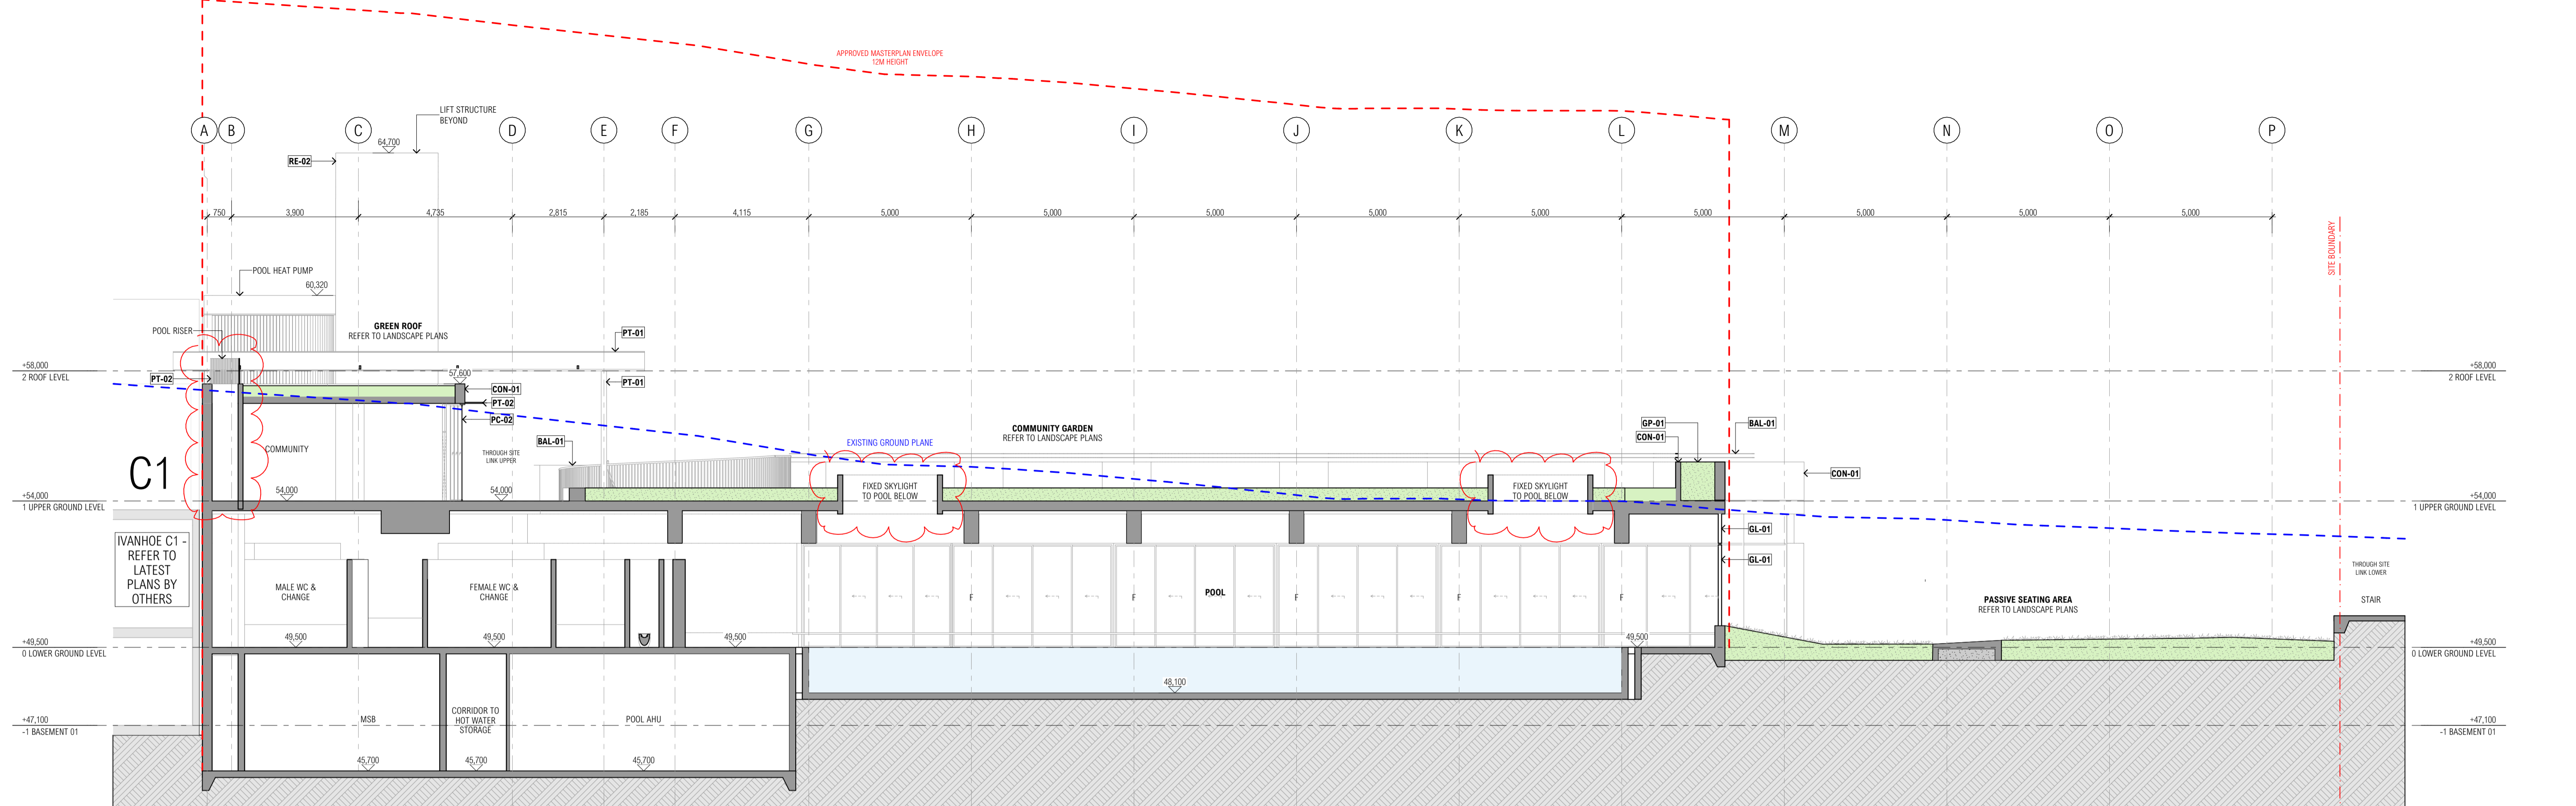 APPROVED MASTERPLAN ENVELOPE
12M HEIGHT
LIFT STRUCTURE
BEYOND
A
B
C
D
E
F
G
H
I
J
K
L
M
N
O
P
64,700
RE-02
750
3,900
4,735
2,815
2,185
4,115
5,000
5,000
5,000
5,000
5,000
5,000
5,000
5,000
5,000
SITE BOUNDARY
POOL HEAT PUMP
60,320
POOL RISER
GREEN ROOF
REFER TO LANDSCAPE PLANS
PT-01
+58,000
2 ROOF LEVEL
PT-02
57,600
CON-01
PT-02
PC-02
PT-01
+58,000
2 ROOF LEVEL
COMMUNITY
THROUGH SITE
LINK UPPER
BAL-01
EXISTING GROUND PLANE
COMMUNITY GARDEN
REFER TO LANDSCAPE PLANS
GP-01
CON-01
BAL-01
CON-01
C1
54,000
54,000
FIXED SKYLIGHT
TO POOL BELOW
FIXED SKYLIGHT
TO POOL BELOW
+54,000
1 UPPER GROUND LEVEL
+54,000
1 UPPER GROUND LEVEL
GL-01
GL-01
IVANHOE C1 -
REFER TO
LATEST
PLANS BY
OTHERS
MALE WC &
CHANGE
FEMALE WC &
CHANGE
POOL
F
F
F
F
F
THROUGH SITE
LINK LOWER
STAIR
PASSIVE SEATING AREA
REFER TO LANDSCAPE PLANS
49,500
49,500
49,500
49,500
+49,500
0 LOWER GROUND LEVEL
+49,500
0 LOWER GROUND LEVEL
48,100
MSB
CORRIDOR TO
HOT WATER
STORAGE
POOL AHU
+47,100
-1 BASEMENT 01
+47,100
-1 BASEMENT 01
45,700
45,700
45,700